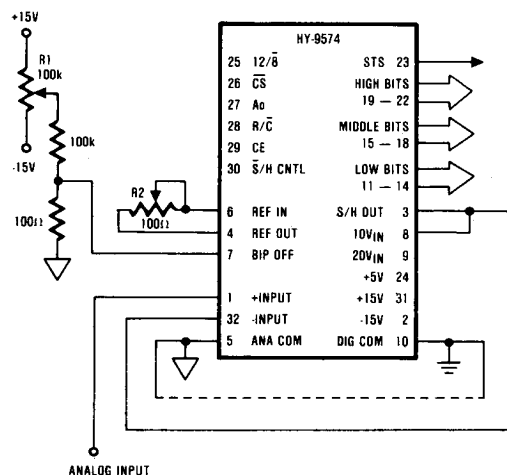 +15V
R1
100k
-15V
100k
100Ω
R2
100Ω
HY-9574
25 12/8̅
26 C̅S̅
27 Ao
28 R/C̅
29 CE
30 S̅/H CNTL
6 REF IN
4 REF OUT
7 BIP OFF
1 +INPUT
32 -INPUT
5 ANA COM
STS 23
HIGH BITS
19 — 22
MIDDLE BITS
15 — 18
LOW BITS
11 — 14
S/H OUT 3
10VIN 8
20VIN 9
+5V 24
+15V 31
-15V 2
DIG COM 10
ANALOG INPUT